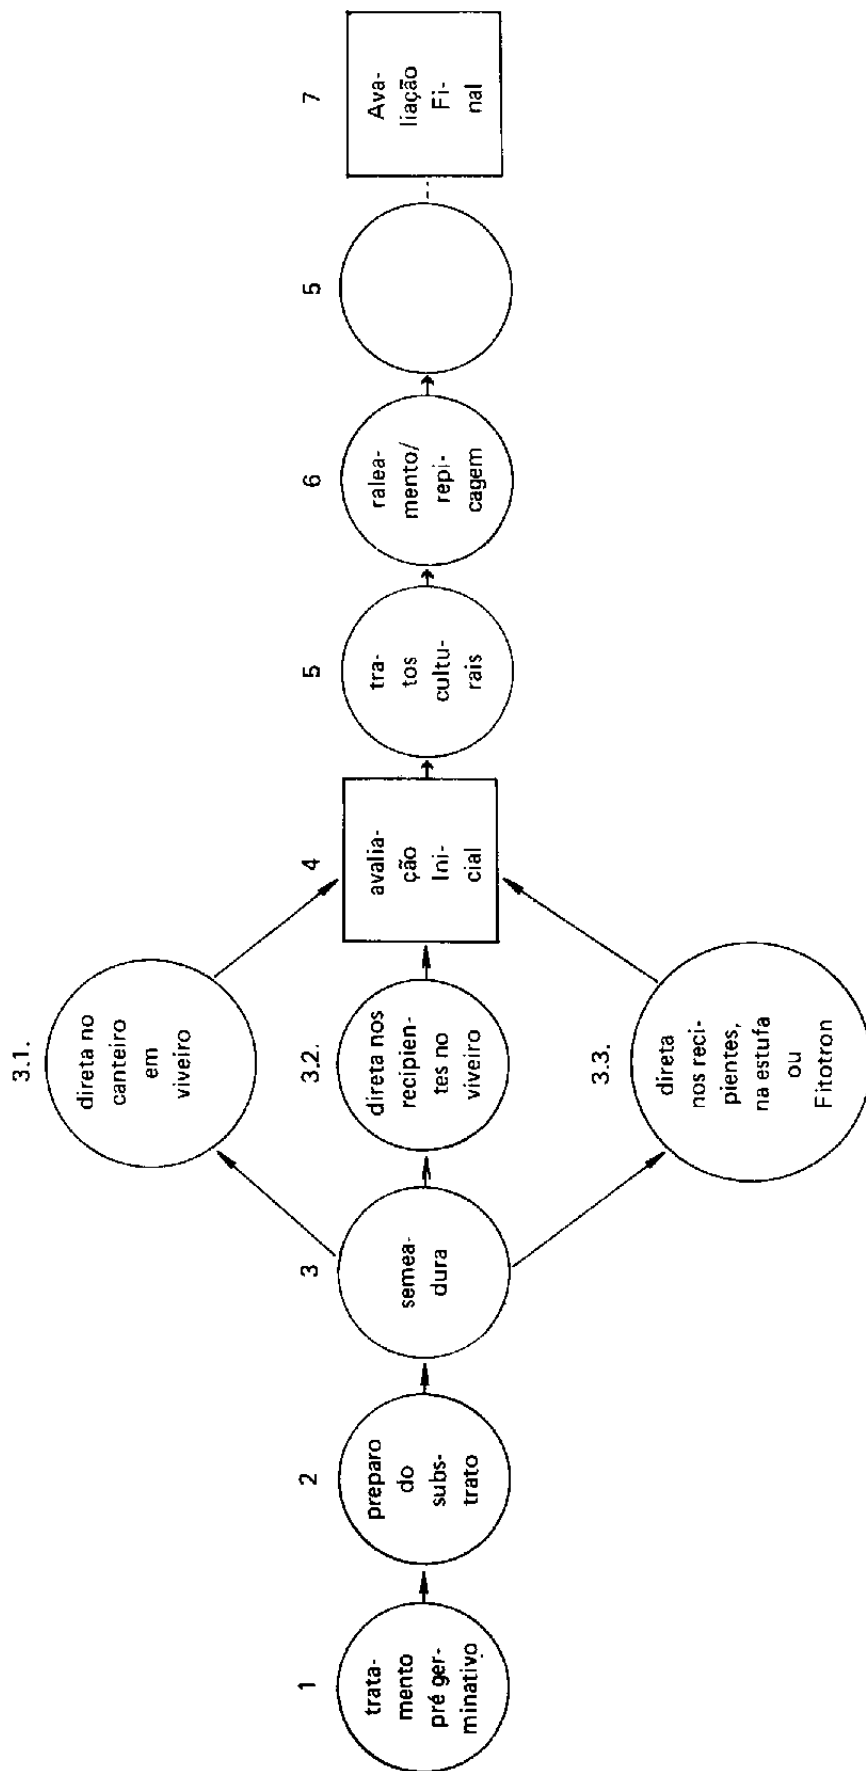 1
trata-
mento
pré ger-
minativo
2
preparo
do
subs-
trato
3
semea-
dura
3.1.
direta no
canteiro
em
viveiro
3.2.
direta nos
recipien-
tes no
viveiro
3.3.
direta
nos reci-
pientes,
na estufa
ou
Fitotron
4
avalia-
ção
Ini-
cial
5
tra-
tos
cultu-
rais
6
ralea-
mento/
repi-
cagem
5
7
Ava-
liação
Fi-
nal